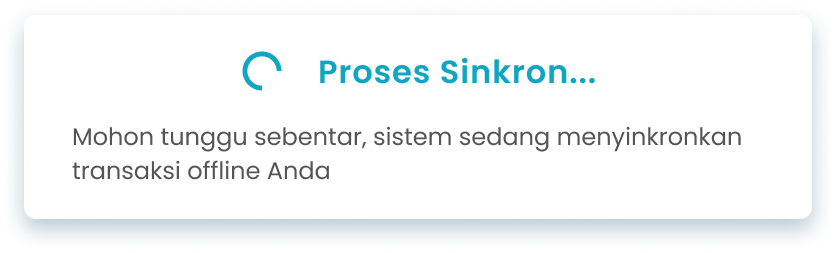 Proses Sinkron...
Mohon tunggu sebentar, sistem sedang menyinkronkan
transaksi offline Anda